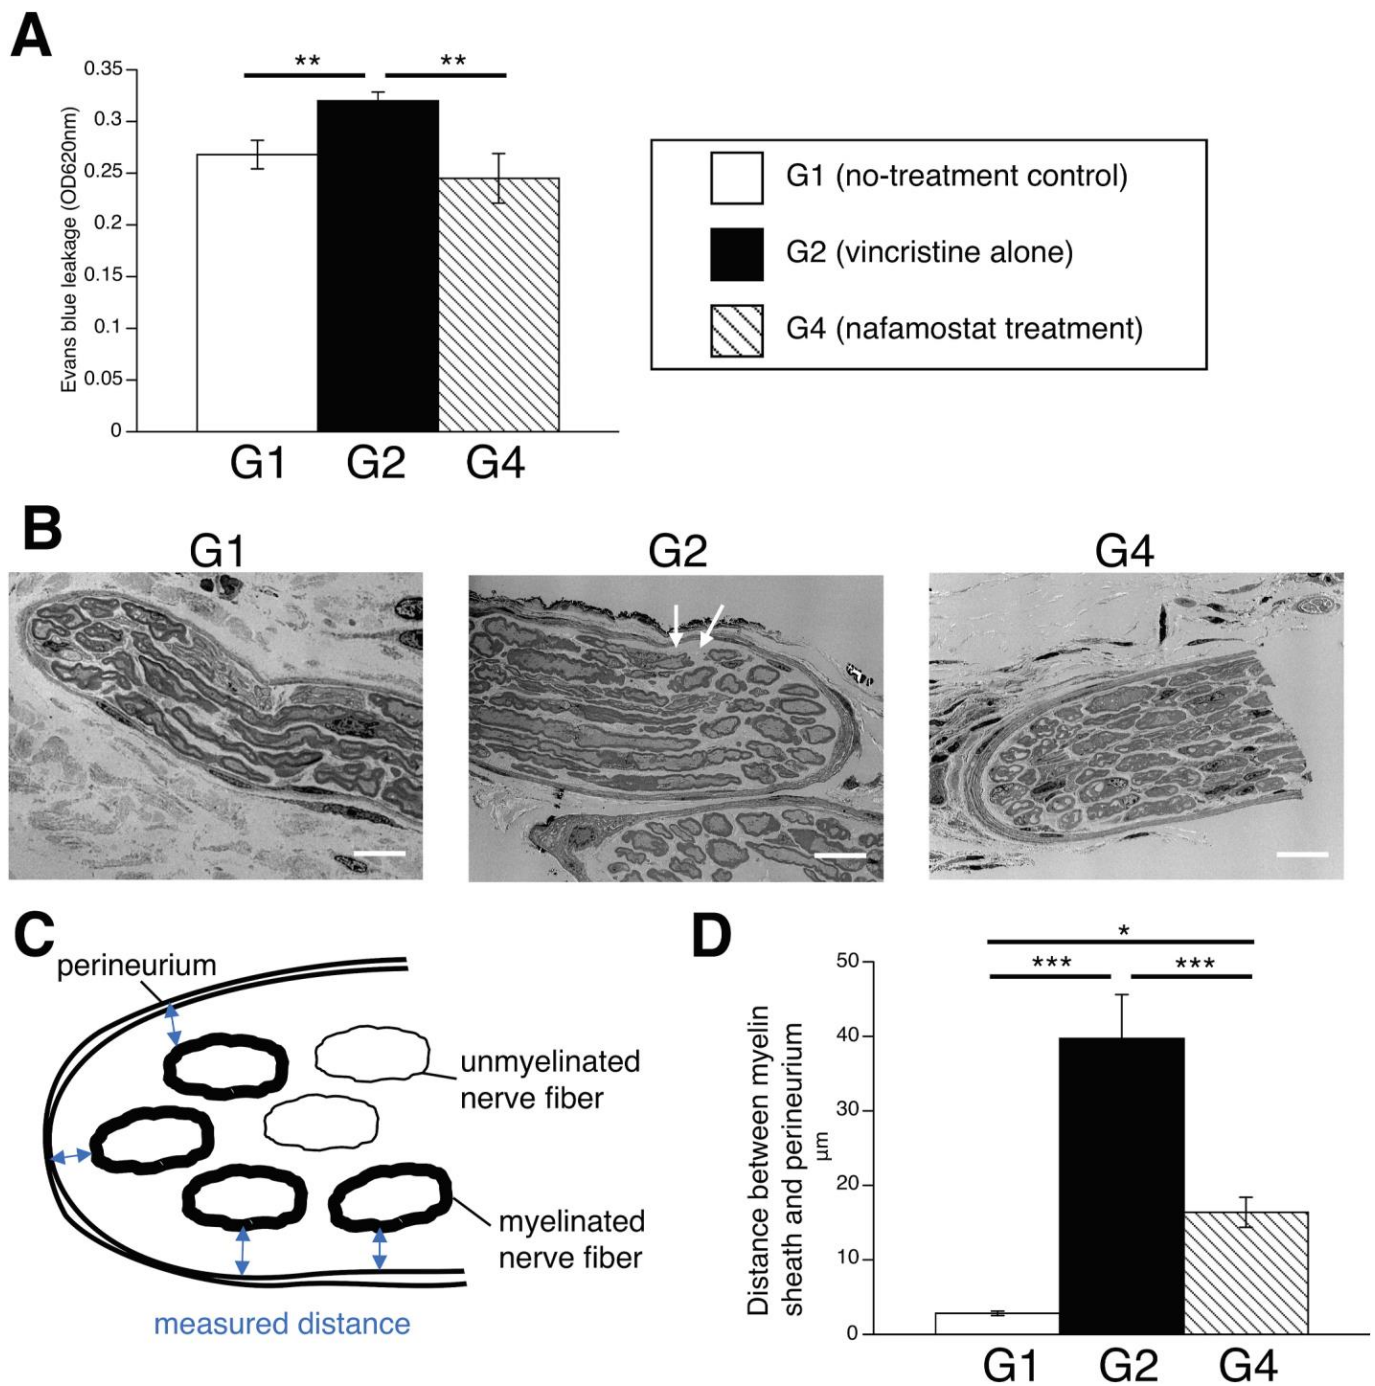 A
** **
0.35
0.3
0.25
0.2
0.15
0.1
0.05
0
Evans blue leakage (OD620nm)
G1 G2 G4
G1 (no-treatment control)
G2 (vincristine alone)
G4 (nafamostat treatment)
B
G1 G2 G4
C
perineurium
unmyelinated
nerve fiber
myelinated
nerve fiber
measured distance
D
*
*** ***
50
40
30
20
10
0
Distance between myelin
sheath and perineurium
μm
G1 G2 G4